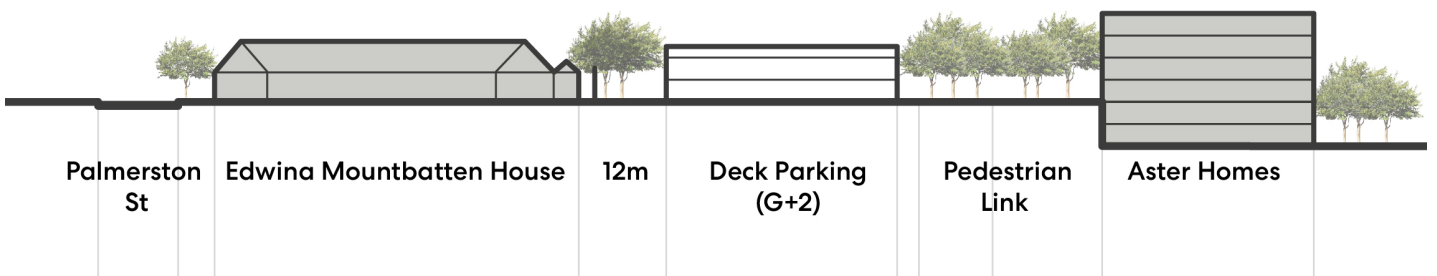 Palmerston
St
Edwina Mountbatten House
12m
Deck Parking
(G+2)
Pedestrian
Link
Aster Homes